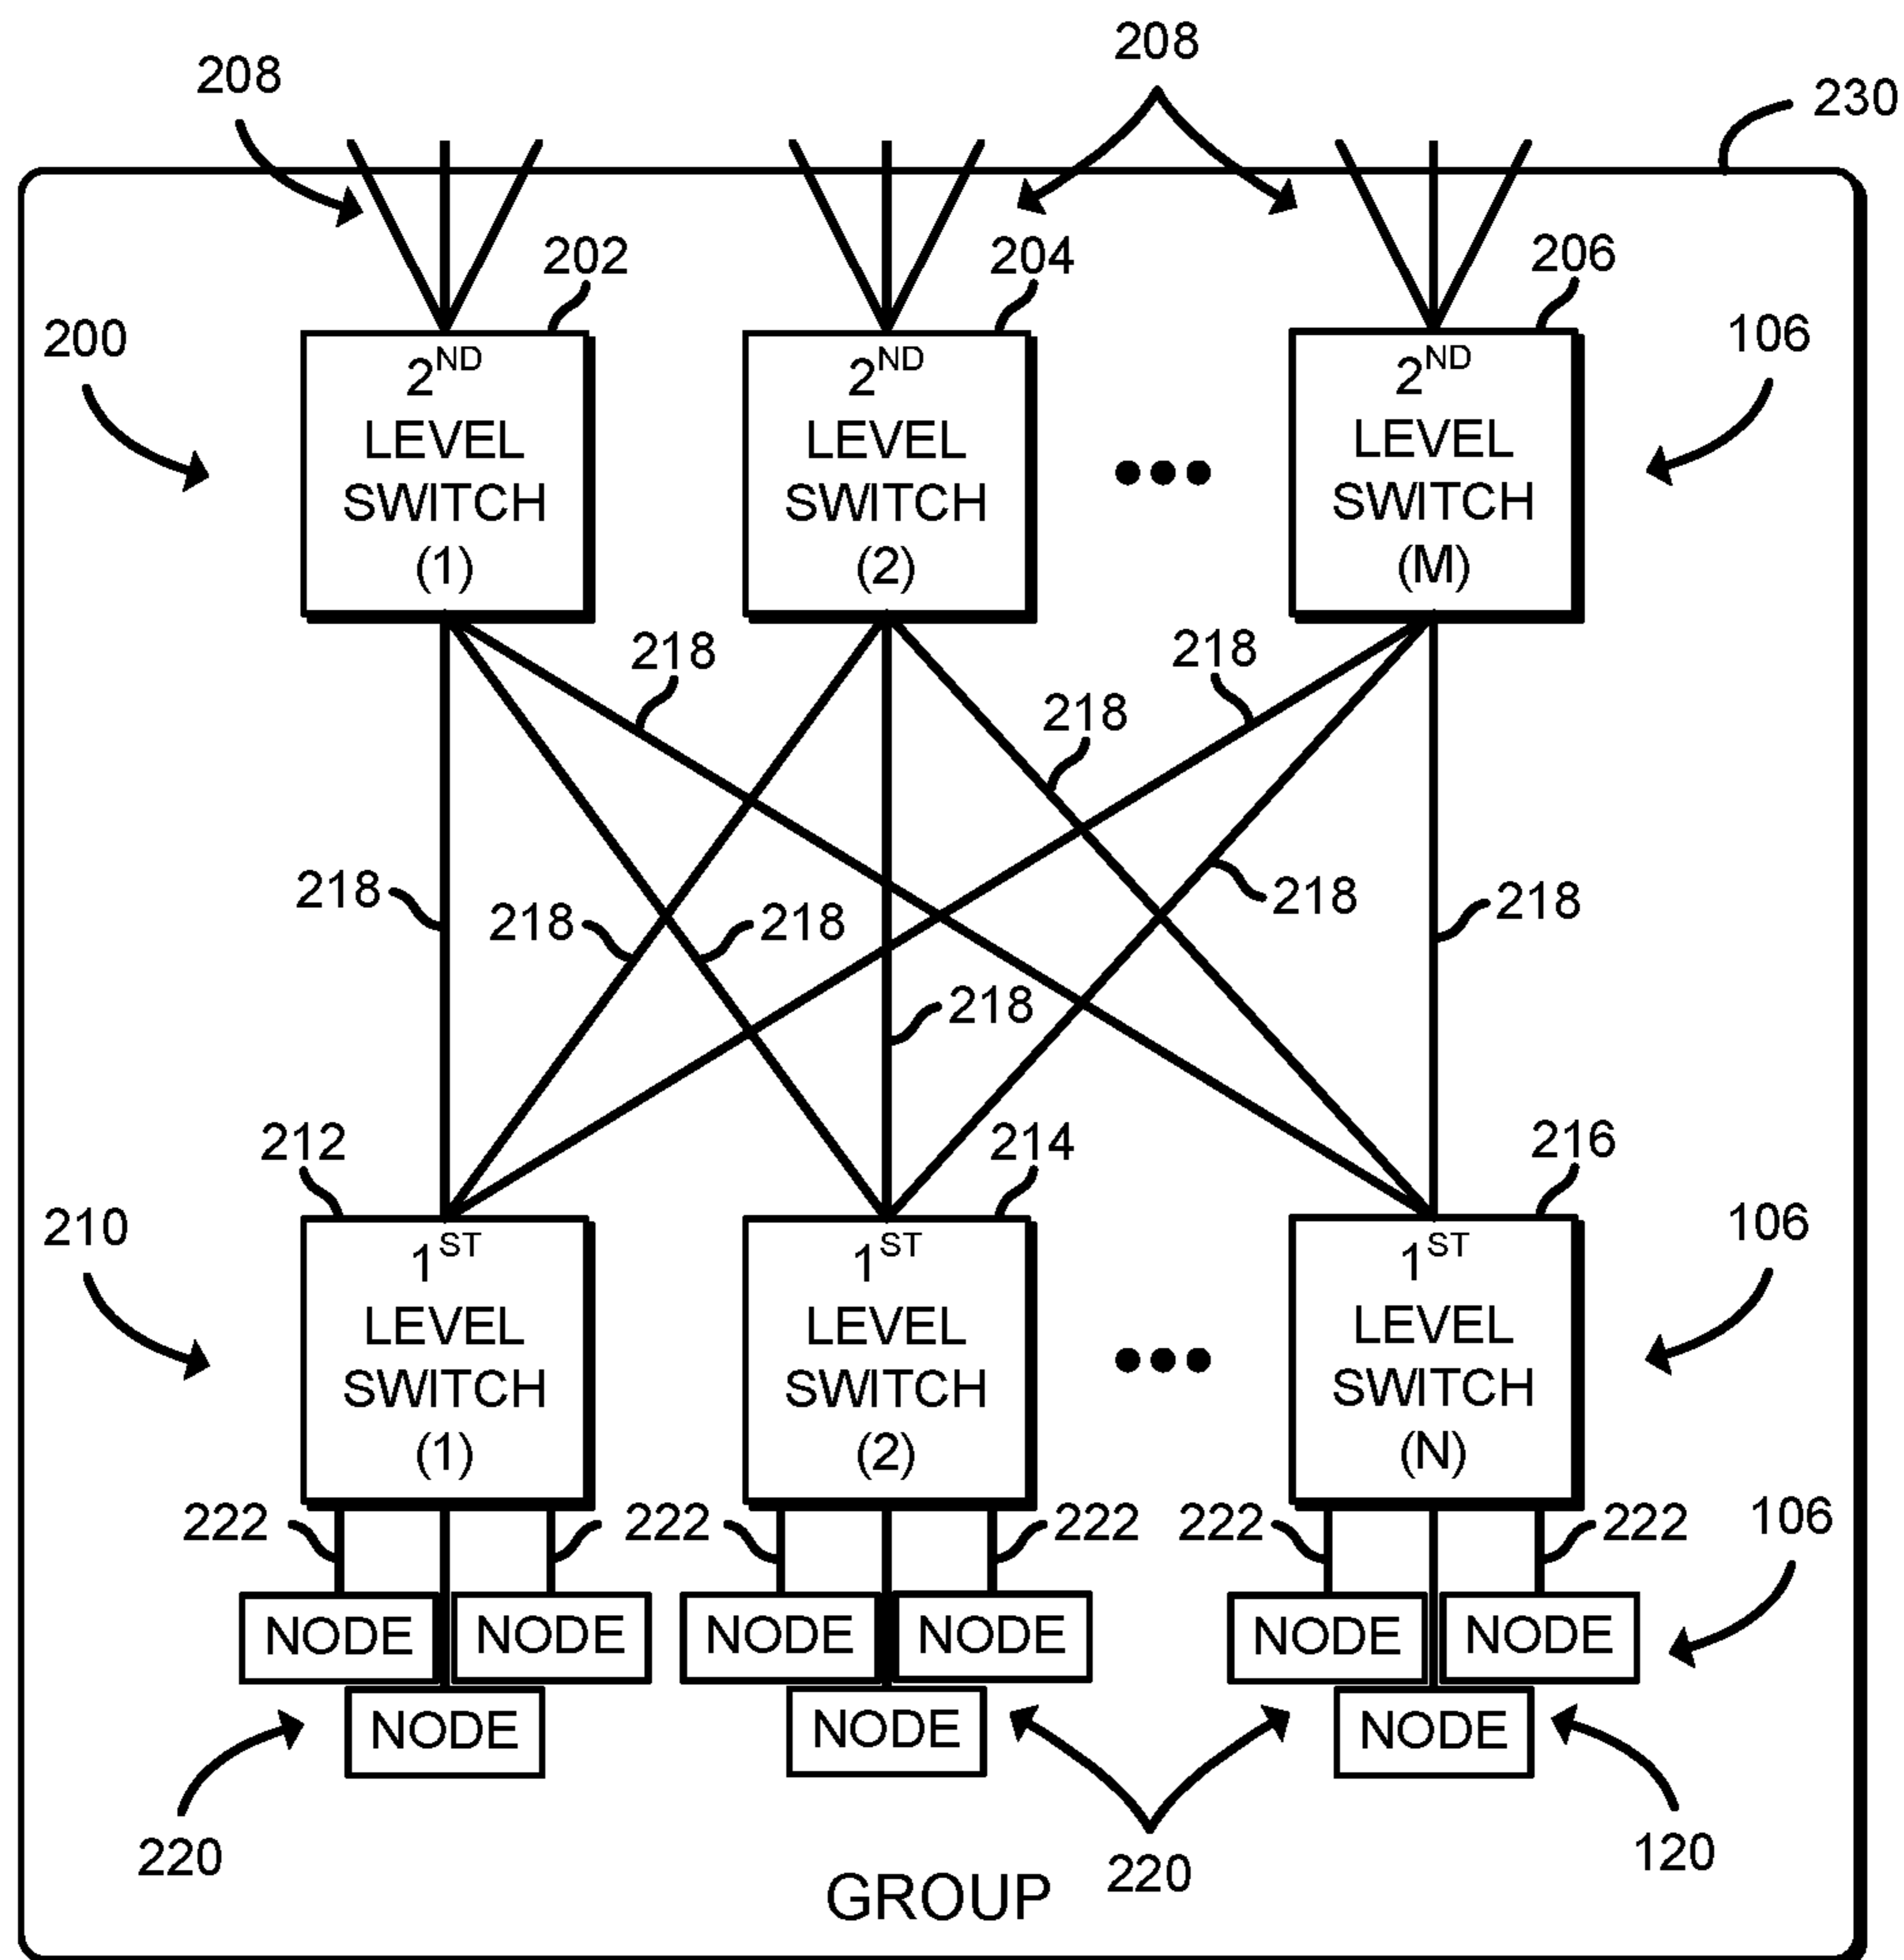 208
208
230
202
204
206
200
106
2ND
LEVEL
SWITCH
(1)
2ND
LEVEL
SWITCH
(2)
2ND
LEVEL
SWITCH
(M)
218
218
218
218
218
218
218
218
218
212
214
216
210
106
1ST
LEVEL
SWITCH
(1)
1ST
LEVEL
SWITCH
(2)
1ST
LEVEL
SWITCH
(N)
222
222
222
222
222
106
NODE
NODE
NODE
NODE
NODE
NODE
NODE
NODE
NODE
220
220
120
GROUP